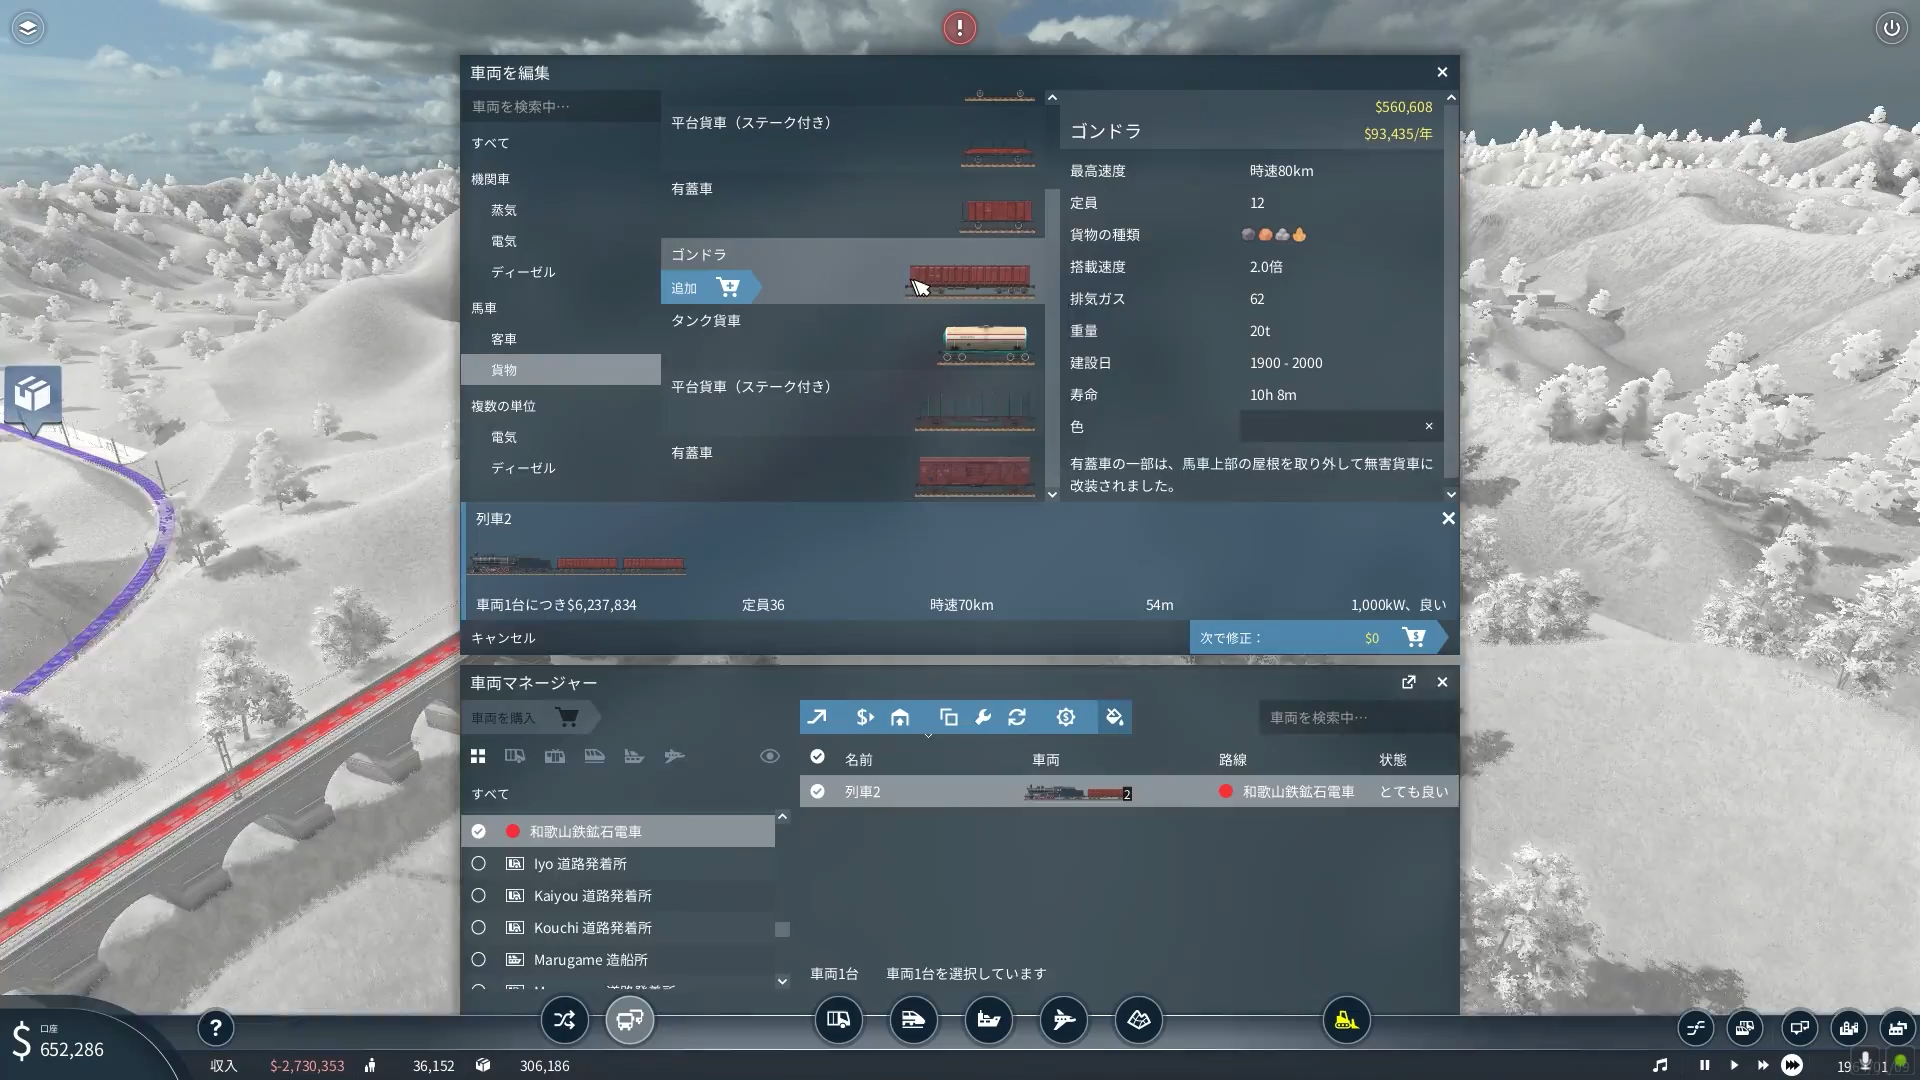 車両を編集
車両を検索中…
すべて
機関車
蒸気
電気
ディーゼル
馬車
客車
貨物
複数の単位
電気
ディーゼル
平台貨車（ステーク付き）
有蓋車
ゴンドラ
追加
タンク貨車
平台貨車（ステーク付き）
有蓋車
$560,608
ゴンドラ
$93,435/年
最高速度 時速80km
定員 12
貨物の種類
搭載速度 2.0倍
排気ガス 62
重量 20t
建設日 1900 - 2000
寿命 10h 8m
色
有蓋車の一部は、馬車上部の屋根を取り外して無害貨車に
改装されました。
列車2
車両1台につき$6,237,834 定員36 時速70km 54m 1,000kW、良い
キャンセル
次で修正： $0
車両マネージャー
車両を購入
車両を検索中…
すべて
和歌山鉄鉱石電車
Iyo 道路発着所
Kaiyou 道路発着所
Kouchi 道路発着所
Marugame 造船所
名前 車両 路線 状態
列車2 2 和歌山鉄鉱石電車 とても良い
車両1台 車両1台を選択しています
口座
$ 652,286
?
収入 $-2,730,353 36,152 306,186